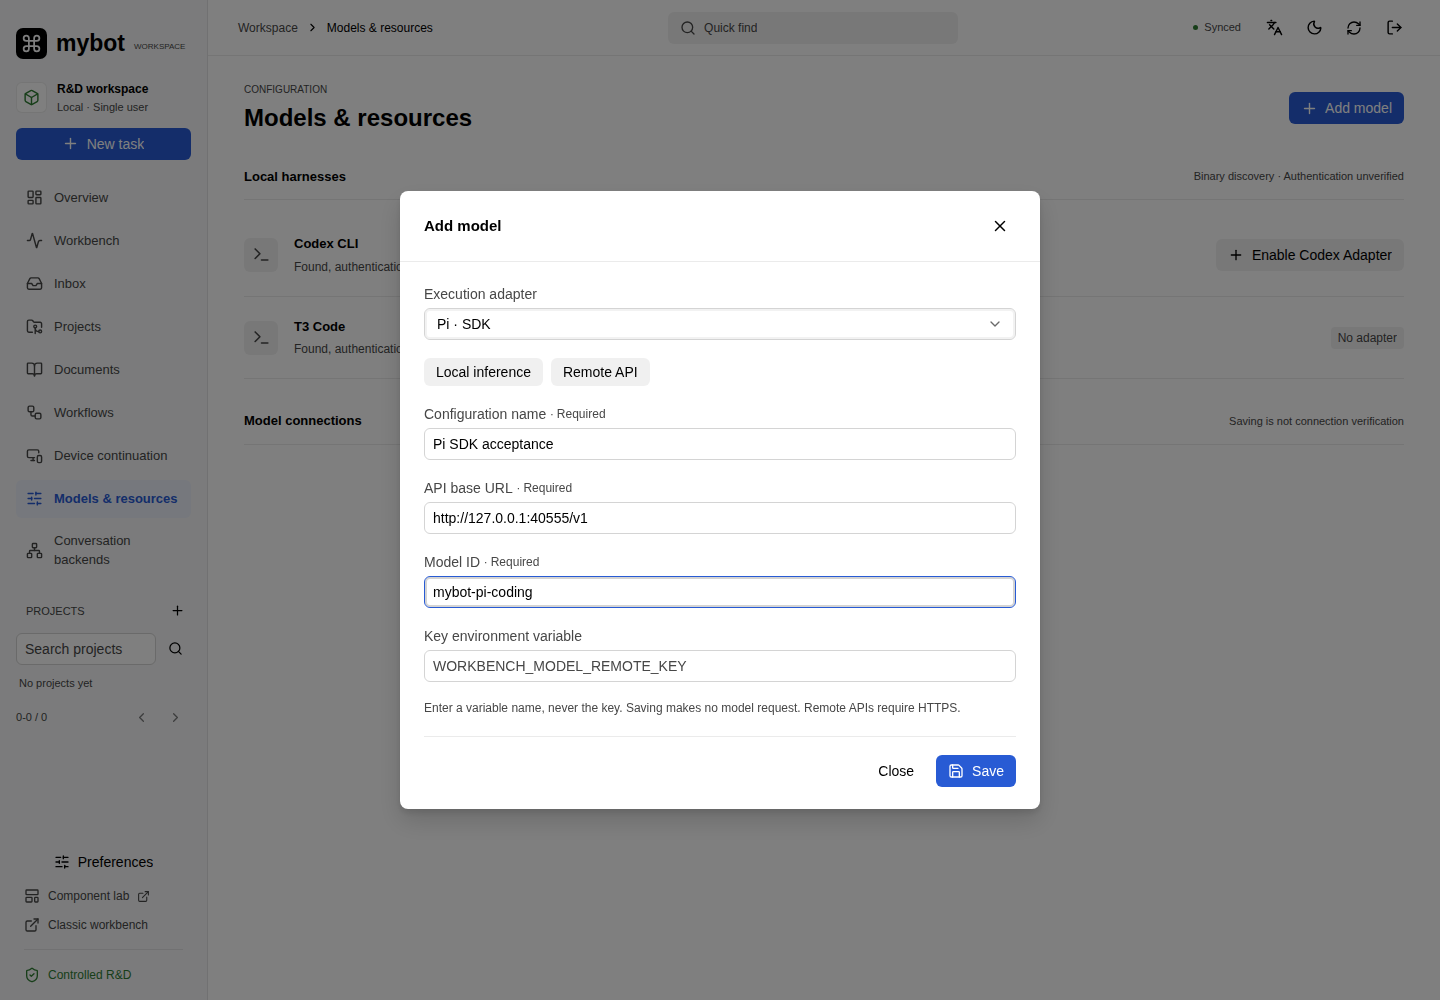 mybot WORKSPACE
R&D workspace
Local · Single user
New task
Overview
Workbench
Inbox
Projects
Documents
Workflows
Device continuation
Models & resources
Conversation
backends
PROJECTS
Search projects
No projects yet
0-0 / 0
Preferences
Component lab
Classic workbench
Controlled R&D
Workspace
Models & resources
Quick find
Synced
CONFIGURATION
Models & resources
Add model
Local harnesses
Binary discovery · Authentication unverified
Codex CLI
Found,
Enable Codex Adapter
T3 Code
Found,
No adapter
Model connections
Saving is not connection verification
Add model
Execution adapter
Pi · SDK
Local inference
Remote API
Configuration name · Required
Pi SDK acceptance
API base URL · Required
http://127.0.0.1:40555/v1
Model ID · Required
mybot-pi-coding
Key environment variable
WORKBENCH_MODEL_REMOTE_KEY
Enter a variable name, never the key. Saving makes no model request. Remote APIs require HTTPS.
Close
Save